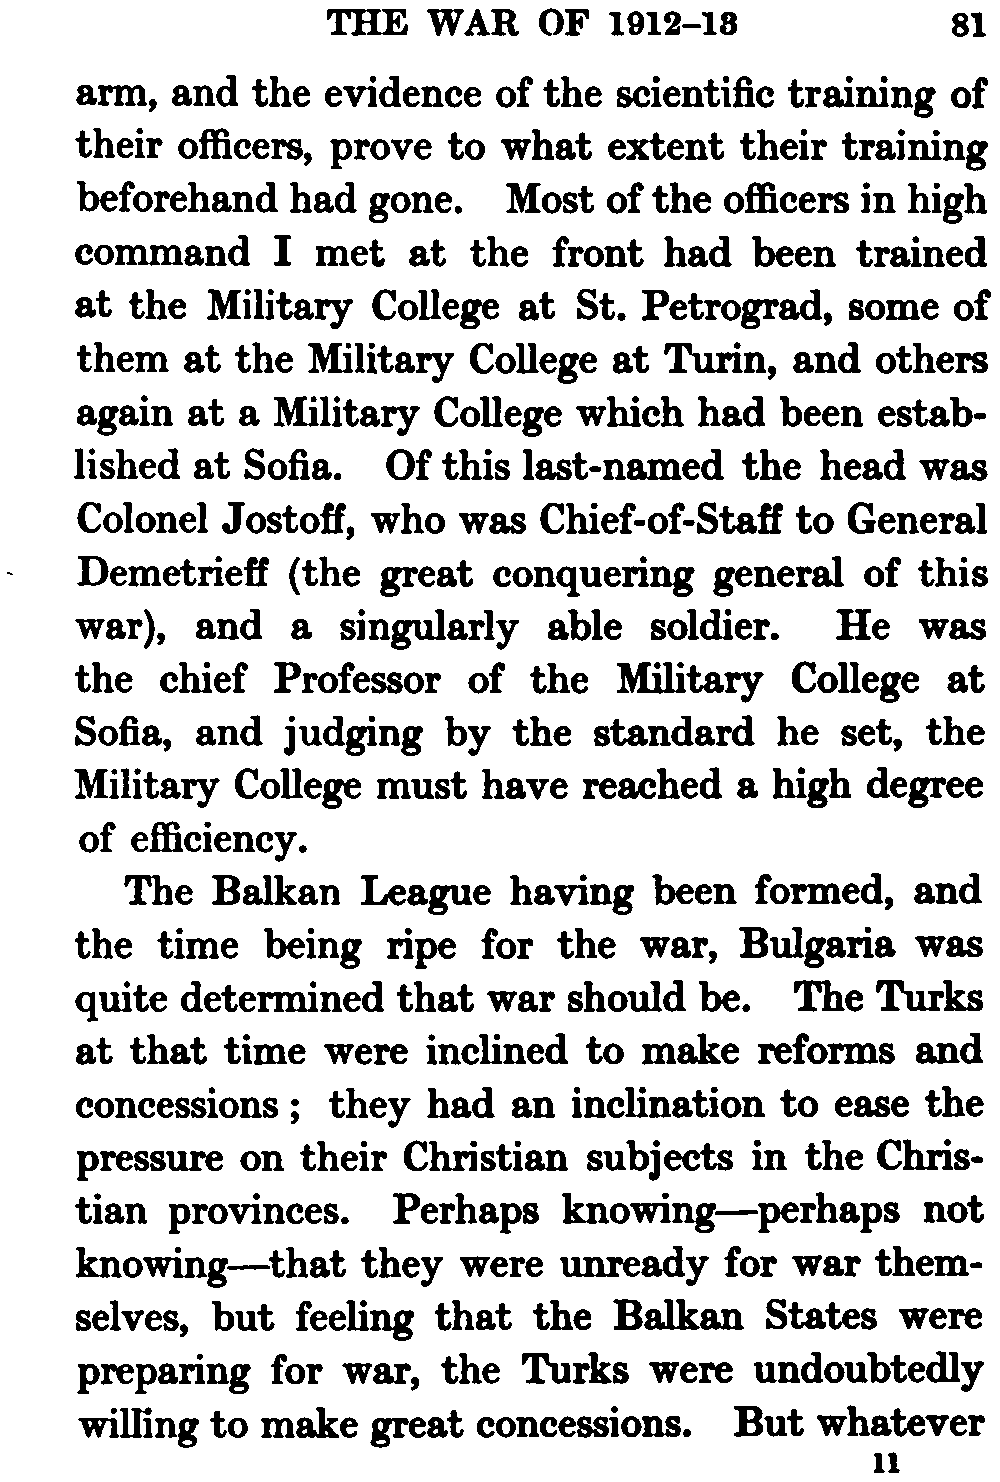 THE WAR OF 1912–13 81
arm, and the evidence of the scientific training of
their officers, prove to what extent their training
beforehand had gone. Most of the officers in high
command I met at the front had been trained
at the Military College at St. Petrograd, some of
them at the Military College at Turin, and others
again at a Military College which had been estab-
lished at Sofia. Of this last-named the head was
Colonel Jostoff, who was Chief-of-Staff to General
Demetrieff (the great conquering general of this
war), and a singularly able soldier. He was
the chief Professor of the Military College at
Sofia, and judging by the standard he set, the
Military College must have reached a high degree
of efficiency.
The Balkan League having been formed, and
the time being ripe for the war, Bulgaria was
quite determined that war should be. The Turks
at that time were inclined to make reforms and
concessions ; they had an inclination to ease the
pressure on their Christian subjects in the Chris-
tian provinces. Perhaps knowing—perhaps not
knowing—that they were unready for war them-
selves, but feeling that the Balkan States were
preparing for war, the Turks were undoubtedly
willing to make great concessions. But whatever
11